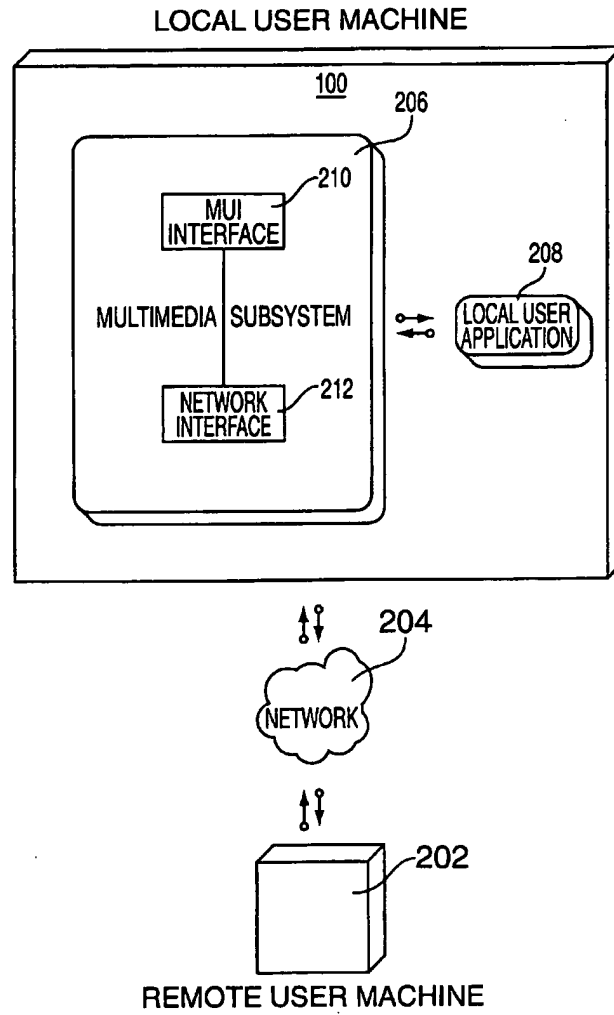 LOCAL USER MACHINE
100
206
210
MUI
INTERFACE
208
MULTIMEDIA SUBSYSTEM
LOCAL USER
APPLICATION
212
NETWORK
INTERFACE
204
NETWORK
202
REMOTE USER MACHINE